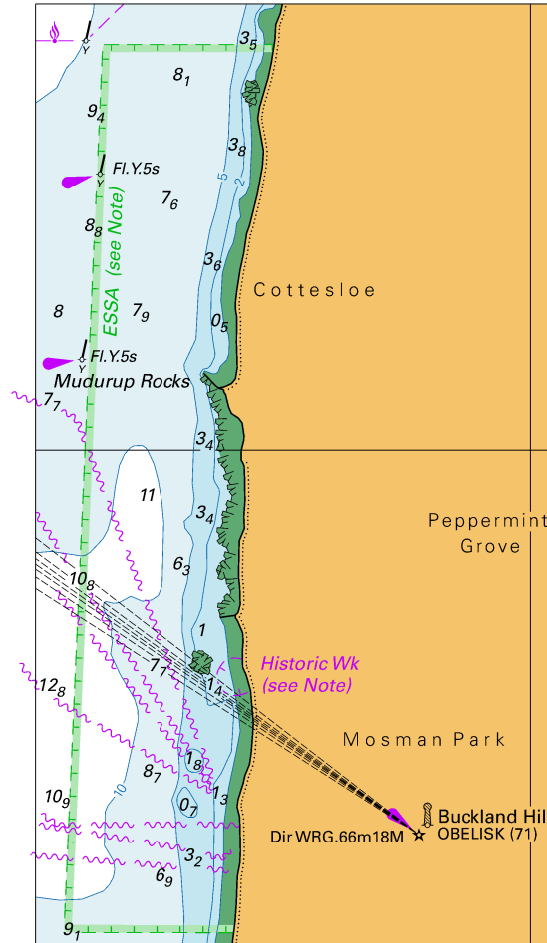 3₅
8₁
9₄
Y
3₈
Fl.Y.5s
5
2
Y
7₆
8₈
ESSA (see Note)
3₆
Cottesloe
8
7₉
0₅
Fl.Y.5s
Y
Mudurup Rocks
7₇
3₄
11
3₄
Peppermint
Grove
6₃
10₈
1
7₇
Historic Wk
(see Note)
12₈
1₄
Mosman Park
1₈
8₇
10
10₉
1₃
0₇
Buckland Hil
OBELISK (71)
Dir WRG.66m18M
3₂
6₉
9₁